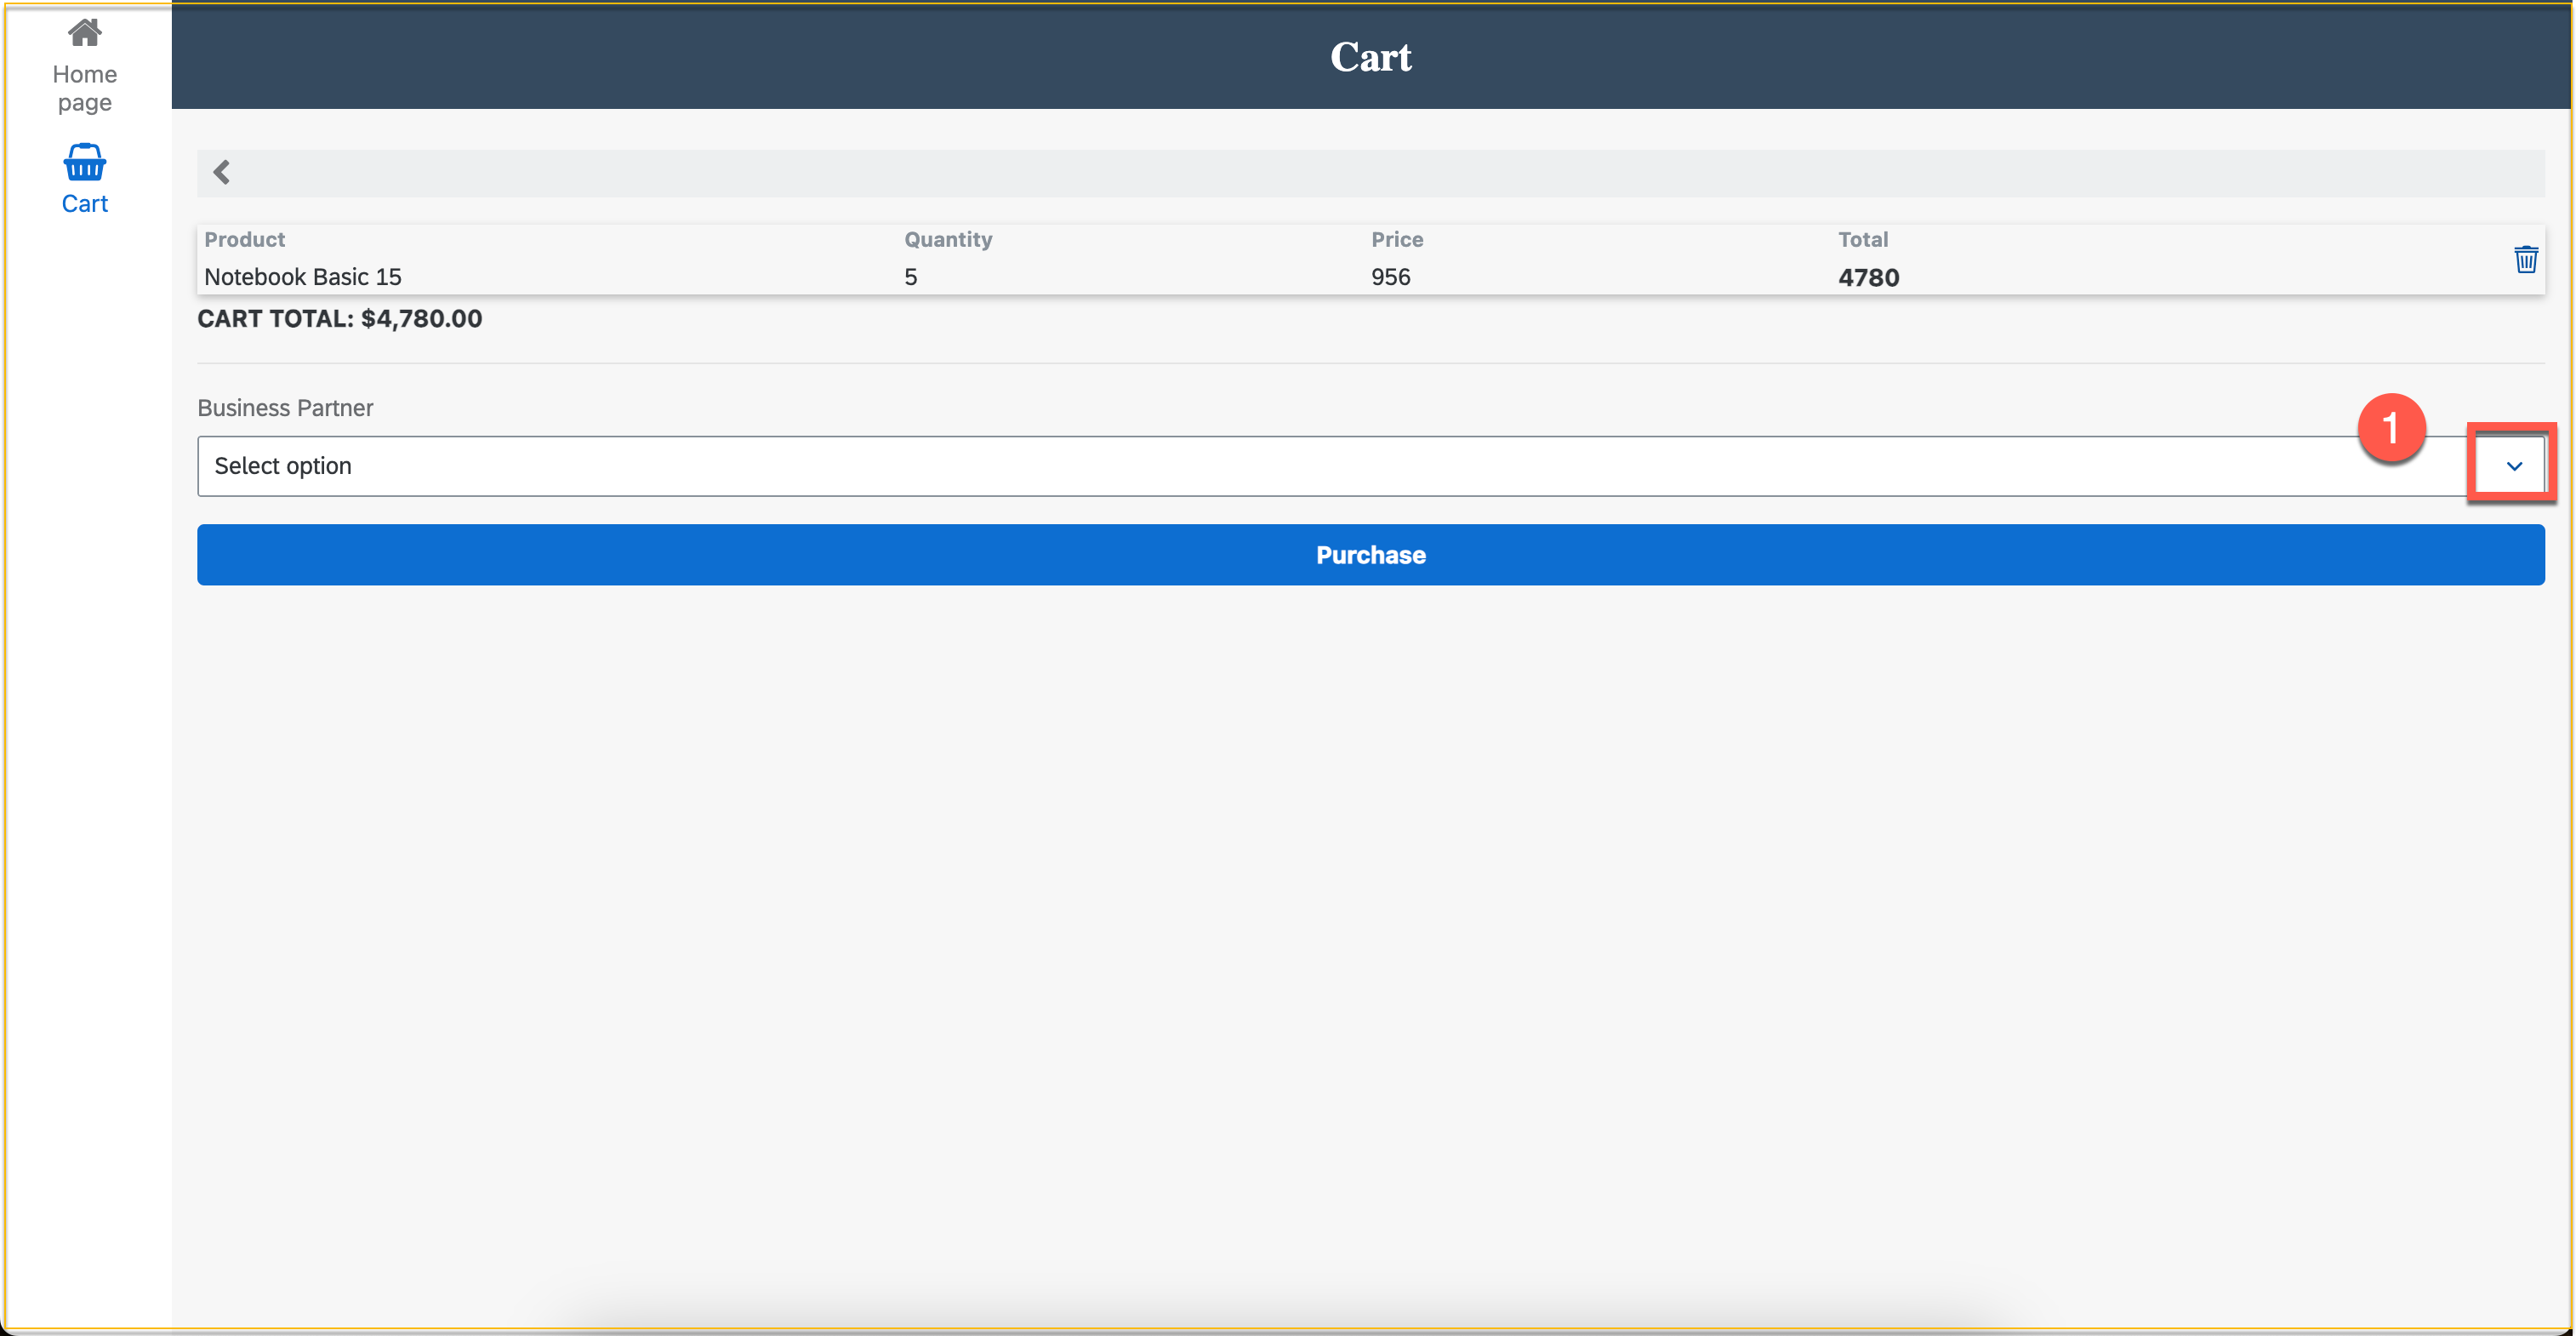 Cart
Home
page
Cart
Product Quantity Price Total
Notebook Basic 15 5 956 4780
CART TOTAL: $4,780.00
Business Partner
1
Select option
Purchase